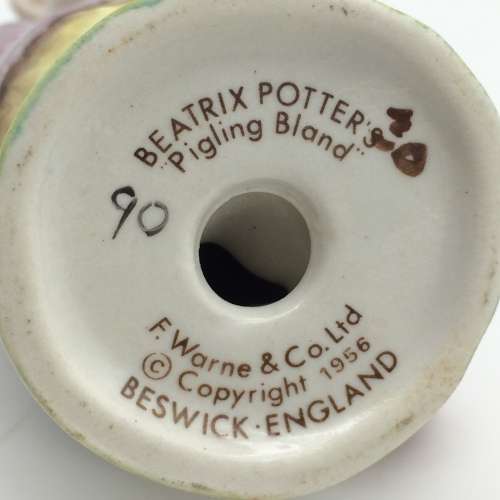 BEATRIX POTTER'S
"Pigling Bland"
90
F. Warne & Co. Ltd
© Copyright 1956
BESWICK · ENGLAND